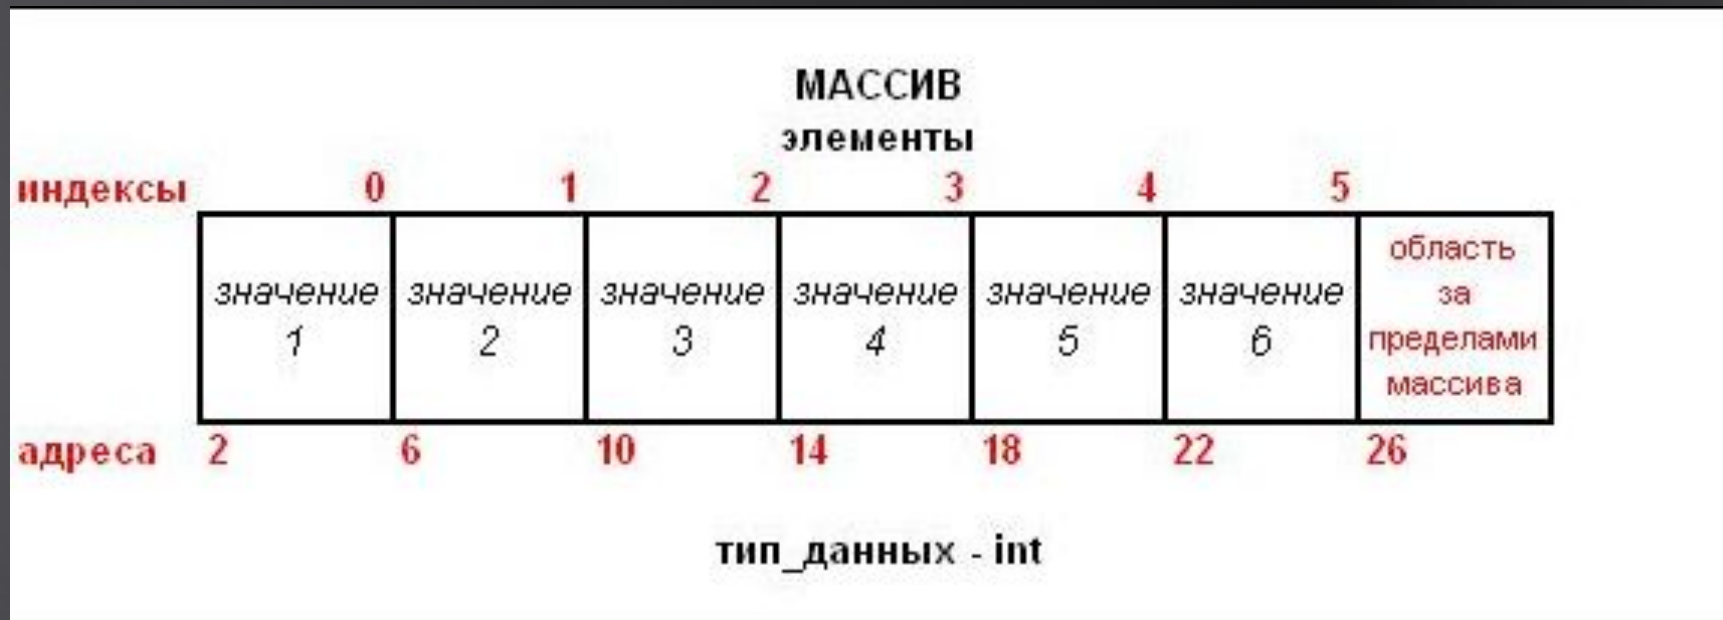 МАССИВ
элементы
индексы 0 1 2 3 4 5
значение 1
значение 2
значение 3
значение 4
значение 5
значение 6
область
за
пределами
массива
адреса 2 6 10 14 18 22 26
тип_данных - int